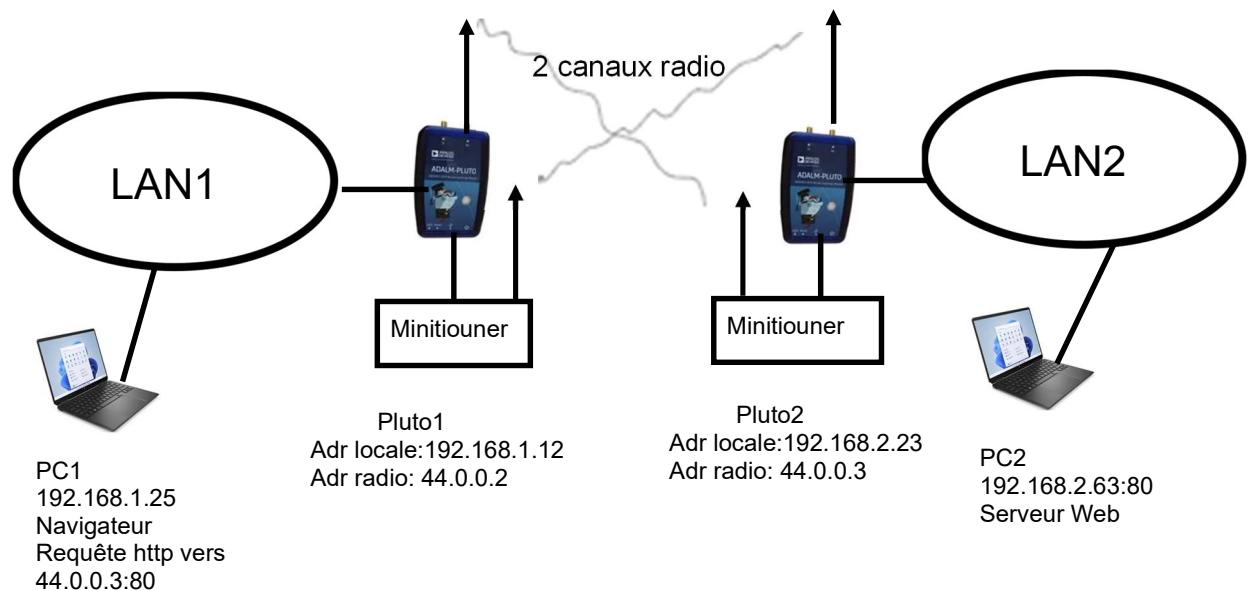 2 canaux radio
LAN1
LAN2
ANALOG
DEVICES
ADALM-PLUTO
ADALM-PLUTO
Minitiouner
Minitiouner
Pluto1
Adr locale:192.168.1.12
Adr radio: 44.0.0.2
Pluto2
Adr locale:192.168.2.23
Adr radio: 44.0.0.3
PC1
192.168.1.25
Navigateur
Requête http vers
44.0.0.3:80
PC2
192.168.2.63:80
Serveur Web